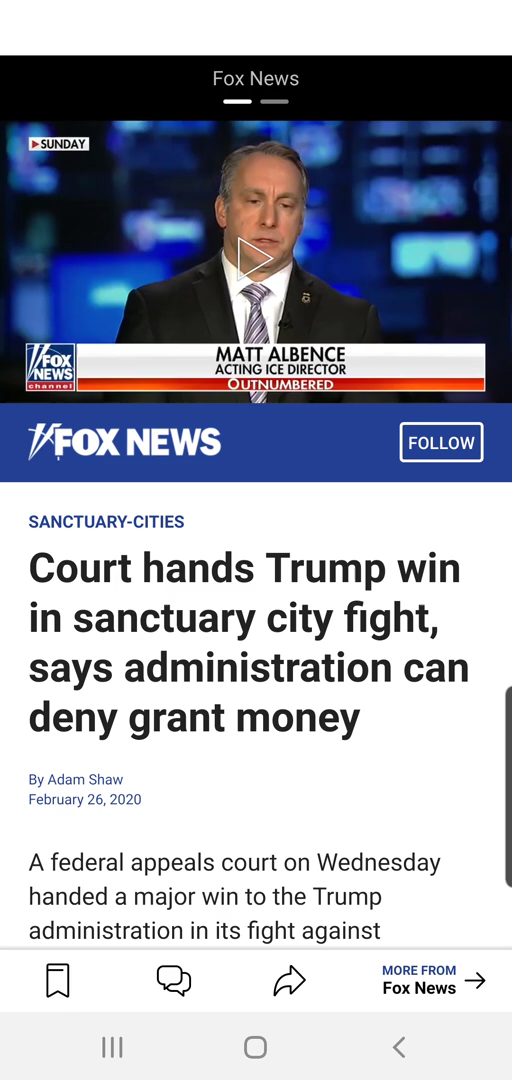 Fox News
SUNDAY
FOX
NEWS
channel
MATT ALBENCE
ACTING ICE DIRECTOR
OUTNUMBERED
FOX NEWS
FOLLOW
SANCTUARY-CITIES
Court hands Trump win
in sanctuary city fight,
says administration can
deny grant money
By Adam Shaw
February 26, 2020
A federal appeals court on Wednesday
handed a major win to the Trump
administration in its fight against
MORE FROM
Fox News